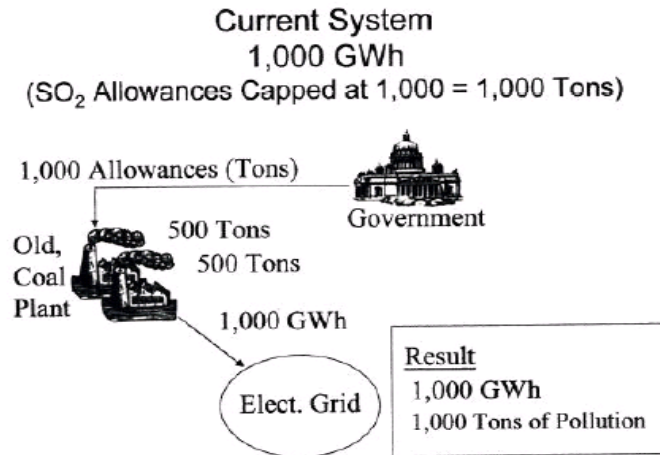 Current System
1,000 GWh
(SO₂ Allowances Capped at 1,000 = 1,000 Tons)
1,000 Allowances (Tons)
Government
500 Tons
500 Tons
Old,
Coal
Plant
1,000 GWh
Elect. Grid
Result
1,000 GWh
1,000 Tons of Pollution